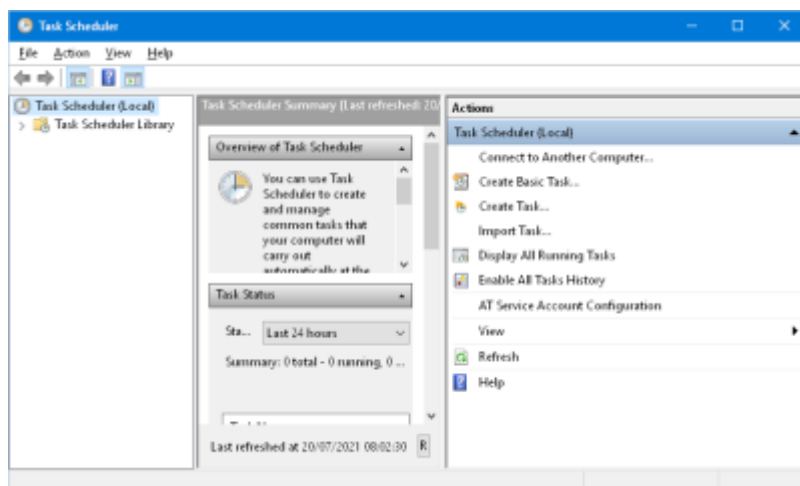 Task Scheduler
File Action View Help
Task Scheduler (Local)
Task Scheduler Library
Task Scheduler Summary (Last refreshed: 20/
Overview of Task Scheduler
You can use Task
Scheduler to create
and manage
common tasks that
your computer will
carry out
automatically at the
Task Status
Sta... Last 24 hours
Summary: 0 total - 0 running, 0 ...
Last refreshed at 20/07/2021 08:02:30 R
Actions
Task Scheduler (Local)
Connect to Another Computer...
Create Basic Task...
Create Task...
Import Task...
Display All Running Tasks
Enable All Tasks History
AT Service Account Configuration
View
Refresh
Help